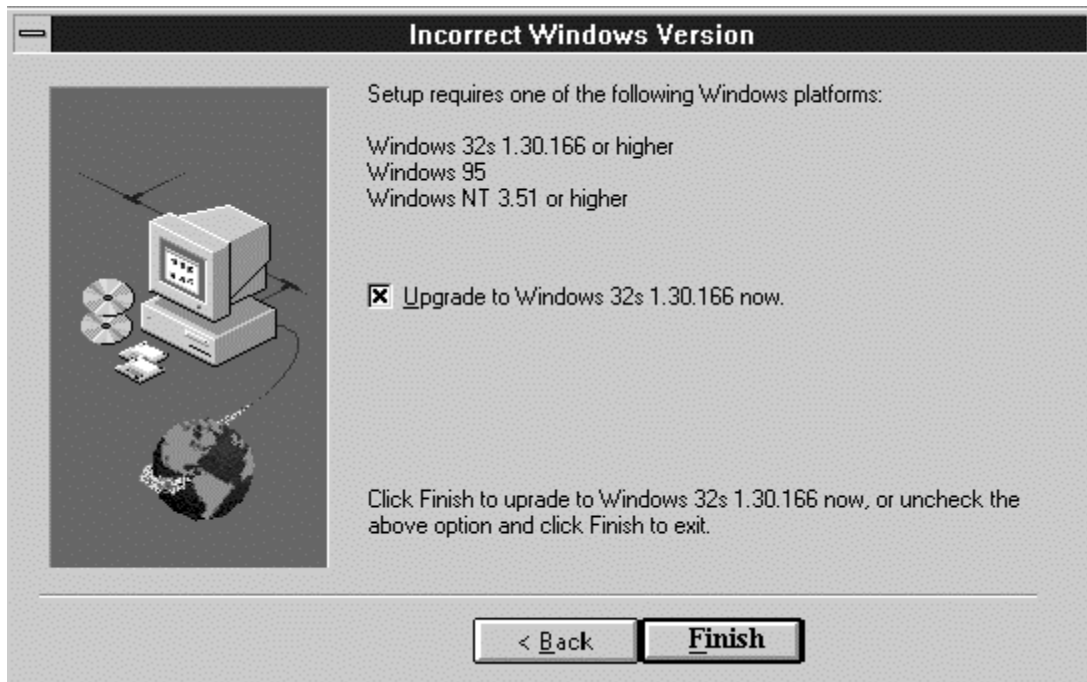 Incorrect Windows Version
Setup requires one of the following Windows platforms:
Windows 32s 1.30.166 or higher
Windows 95
Windows NT 3.51 or higher
Upgrade to Windows 32s 1.30.166 now.
Click Finish to uprade to Windows 32s 1.30.166 now, or uncheck the
above option and click Finish to exit.
< Back
Finish